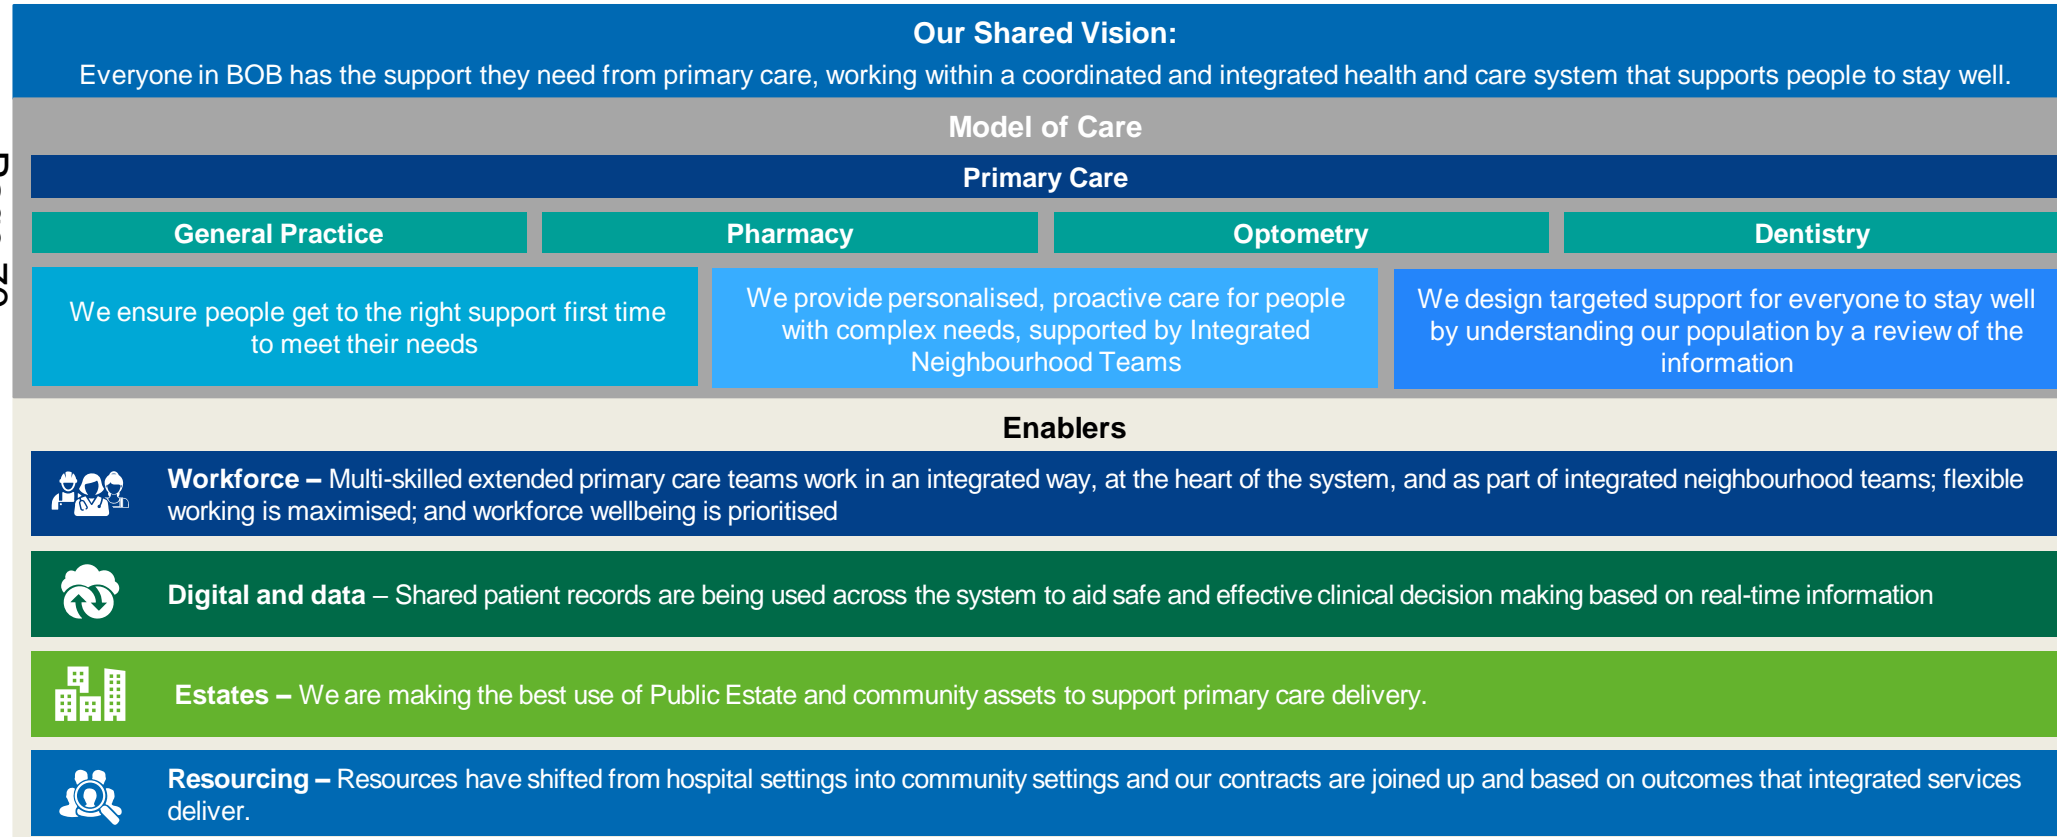 Our Shared Vision:
Everyone in BOB has the support they need from primary care, working within a coordinated and integrated health and care system that supports people to stay well.
Model of Care
Primary Care
General Practice
Pharmacy
Optometry
Dentistry
We ensure people get to the right support first time
to meet their needs
We provide personalised, proactive care for people
with complex needs, supported by Integrated
Neighbourhood Teams
We design targeted support for everyone to stay well
by understanding our population by a review of the
information
Enablers
Workforce – Multi-skilled extended primary care teams work in an integrated way, at the heart of the system, and as part of integrated neighbourhood teams; flexible
working is maximised; and workforce wellbeing is prioritised
Digital and data – Shared patient records are being used across the system to aid safe and effective clinical decision making based on real-time information
Estates – We are making the best use of Public Estate and community assets to support primary care delivery.
Resourcing – Resources have shifted from hospital settings into community settings and our contracts are joined up and based on outcomes that integrated services
deliver.